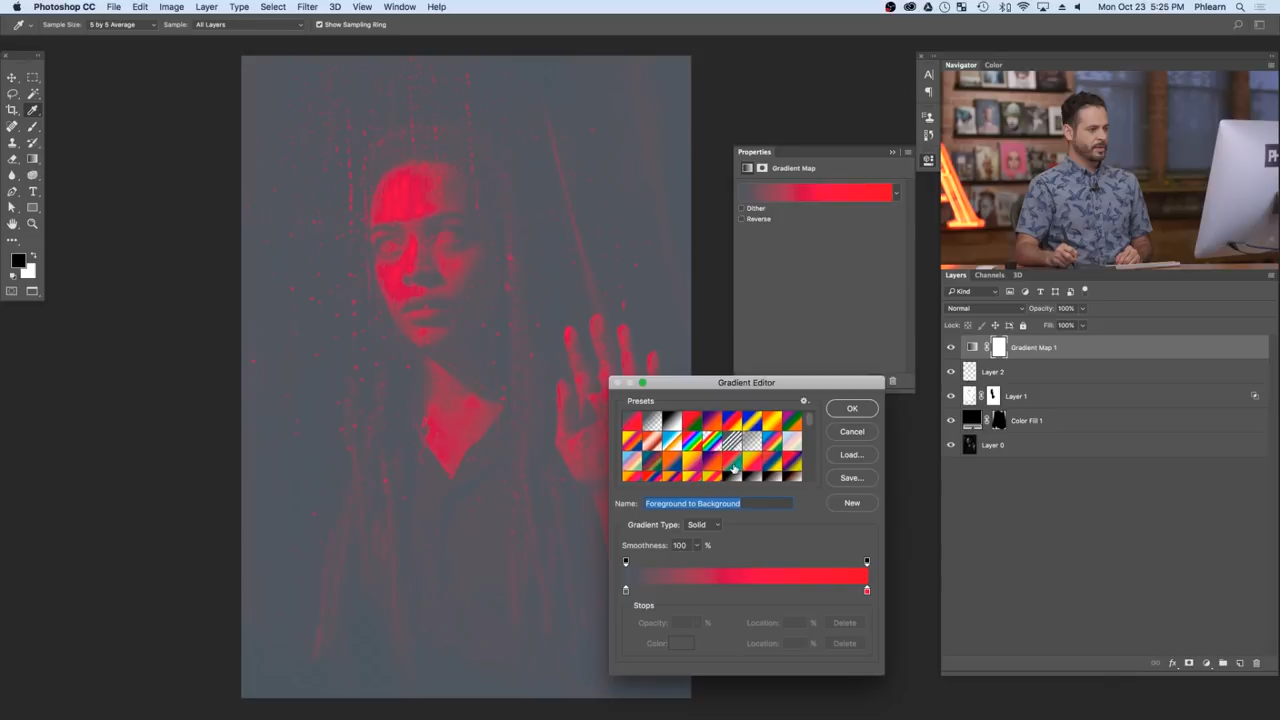 Photoshop CC File Edit Image Layer Type Select Filter 3D View Window Help
Mon Oct 23 5:25 PM Phlearn
Sample Size: 5 by 5 Average Sample: All Layers Show Sampling Ring
Navigator Color
Properties
Gradient Map
Dither
Reverse
A
Ph
Layers Channels 3D
Kind
Normal Opacity: 100%
Lock: Fill: 100%
Gradient Map 1
Layer 2
Layer 1
Color Fill 1
Layer 0
Gradient Editor
Presets
OK
Cancel
Load...
Save...
Name: Foreground to Background
New
Gradient Type: Solid
Smoothness: 100 %
Stops
Opacity: % Location: % Delete
Color: Location: % Delete